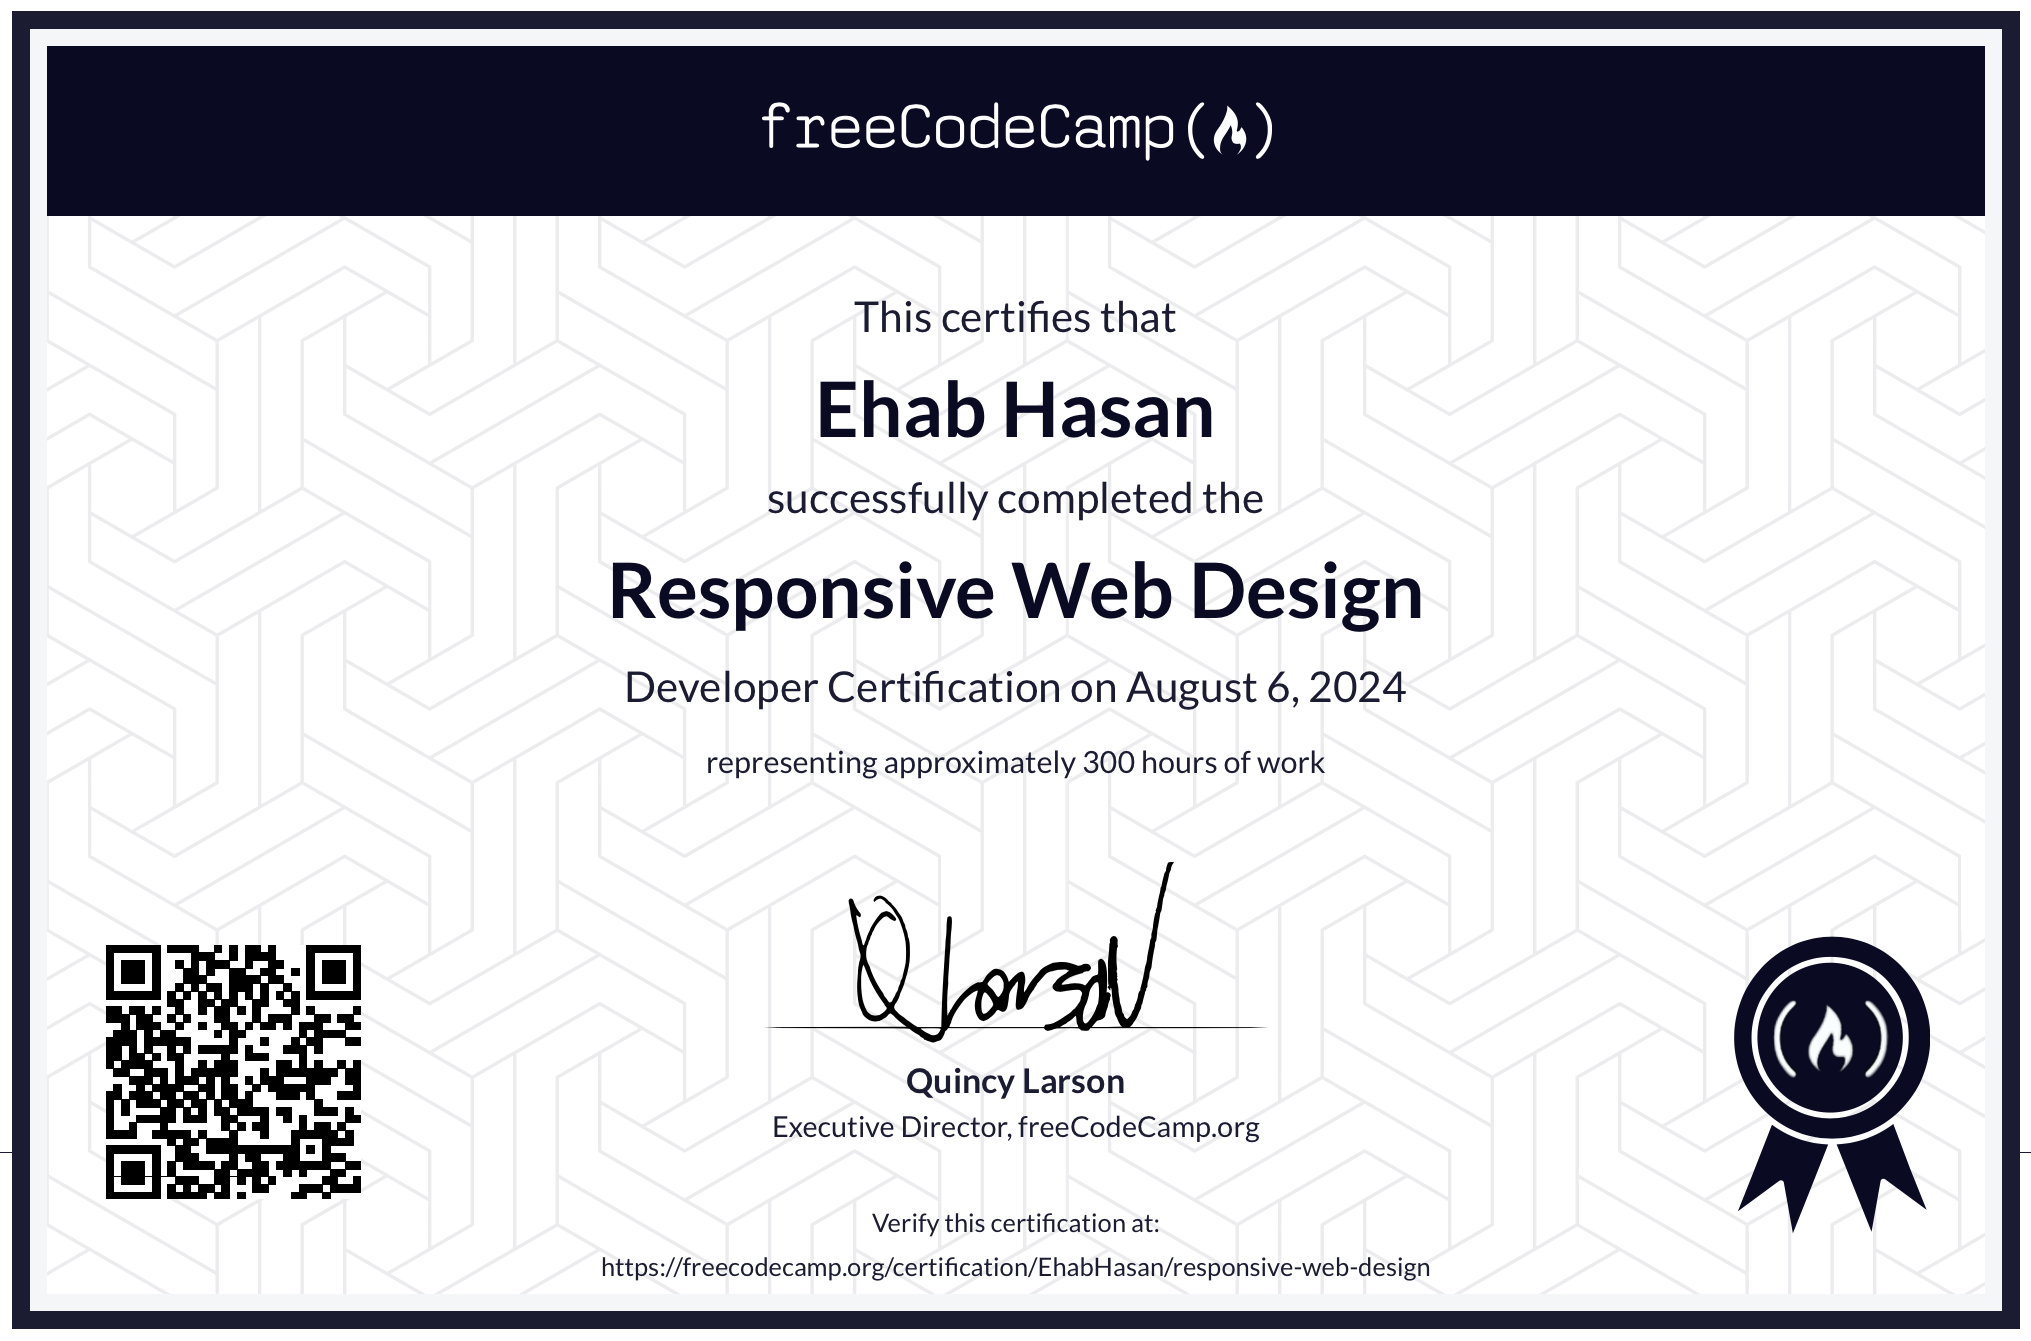 freeCodeCamp
This certifies that
Ehab Hasan
successfully completed the
Responsive Web Design
Developer Certification on August 6, 2024
representing approximately 300 hours of work
Q Larson
Quincy Larson
Executive Director, freeCodeCamp.org
Verify this certification at:
https://freecodecamp.org/certification/EhabHasan/responsive-web-design